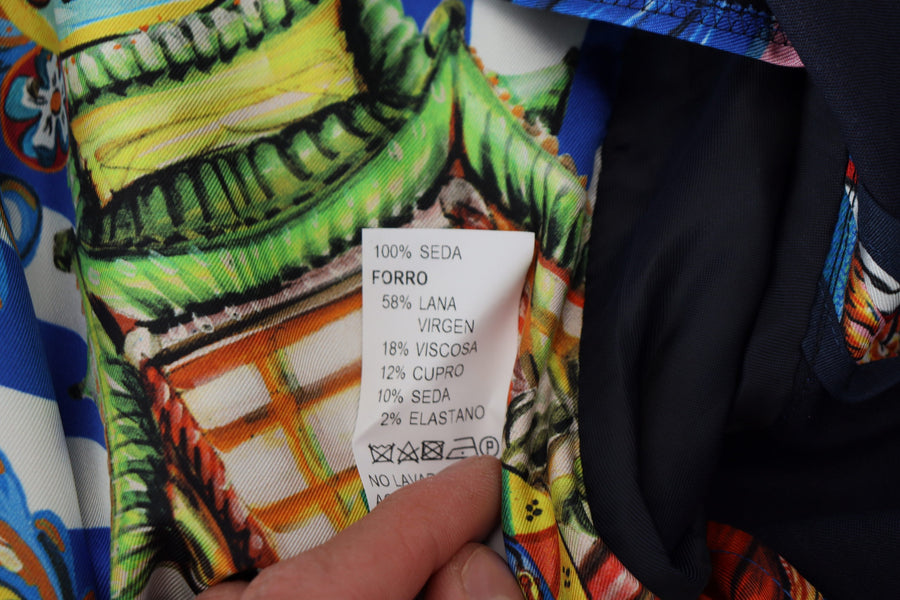 100% SEDA
FORRO
58% LANA
VIRGEN
18% VISCOSA
12% CUPRO
10% SEDA
2% ELASTANO
P
NO LAVAR